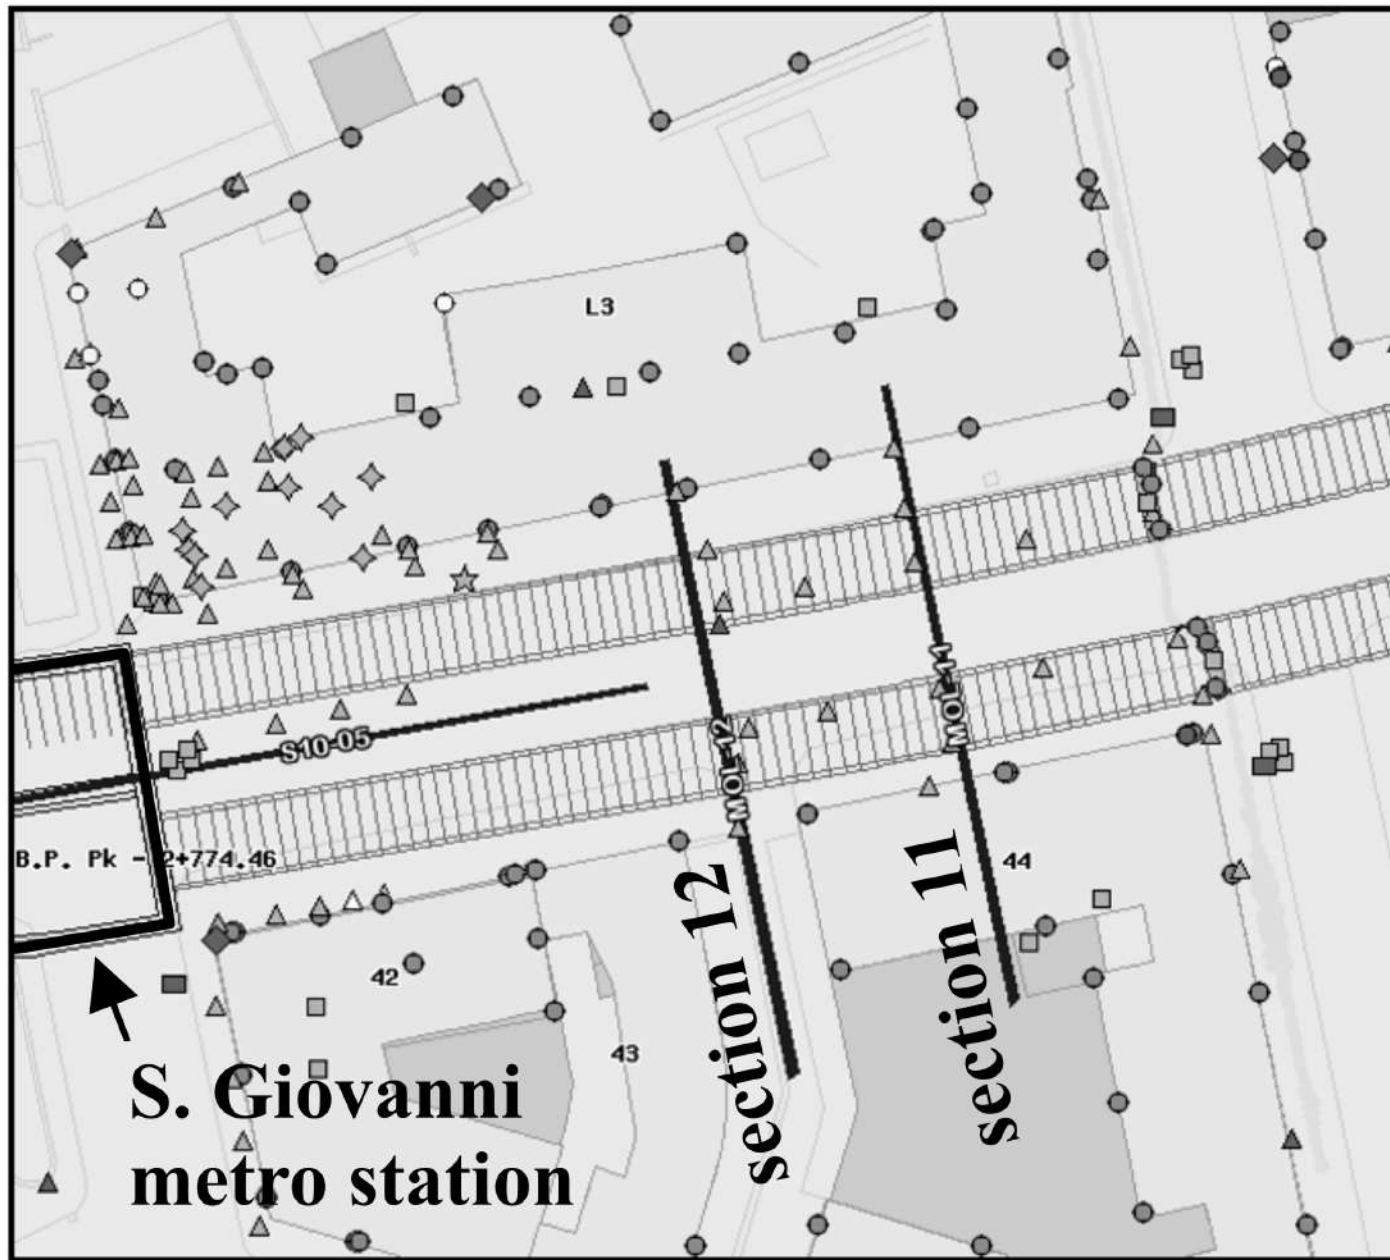 L3
S10-05
MOL-11
MOL-12
B.P. Pk - 2+774.46
section 12
section 11
44
42
43
S. Giovanni
metro station